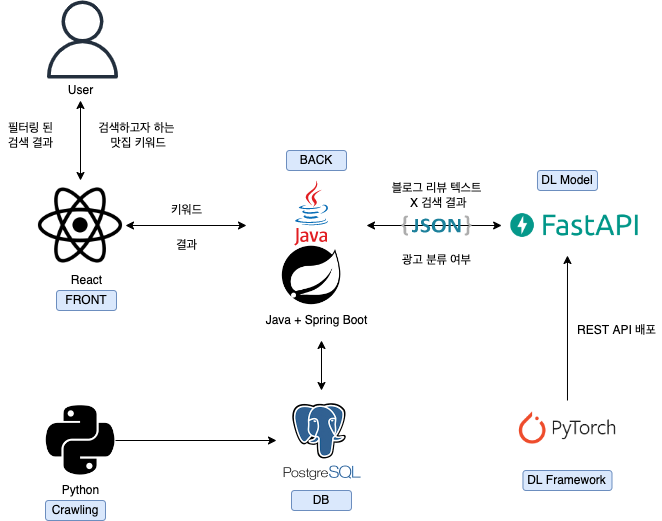 User
필터링 된
검색 결과
검색하고자 하는
맛집 키워드
BACK
Java
키워드
결과
React
FRONT
Java + Spring Boot
블로그 리뷰 텍스트
X 검색 결과
{JSON}
광고 분류 여부
DL Model
FastAPI
REST API 배포
PyTorch
DL Framework
Python
Crawling
PostgreSQL
DB